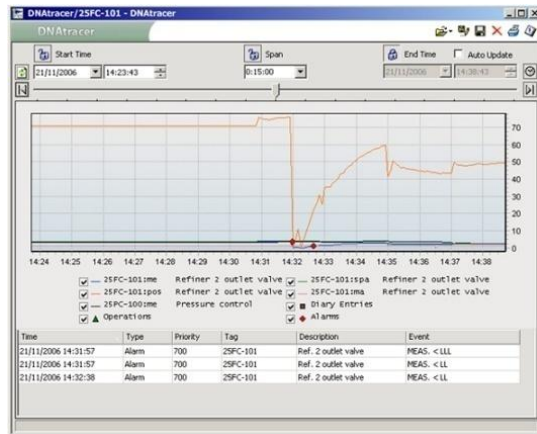 DNAtracer/25FC-101 - DNAtracer
DNAtracer
Start Time Span End Time Auto Update
21/11/2006 14:23:43 0:15:00 21/11/2006 14:38:43
70
60
50
40
30
20
10
0
14:24 14:25 14:26 14:27 14:28 14:29 14:30 14:31 14:32 14:33 14:34 14:35 14:36 14:37 14:38
25FC-101:me Refiner 2 outlet valve 25FC-101:spa Refiner 2 outlet valve
25FC-101:pos Refiner 2 outlet valve 25FC-101:ma Refiner 2 outlet valve
25FC-100:me Pressure control Diary Entries
Operations Alarms
Time Type Priority Tag Description Event
21/11/2006 14:31:57 Alarm 700 25FC-101 Ref. 2 outlet valve MEAS. < LLL
21/11/2006 14:31:57 Alarm 700 25FC-101 Ref. 2 outlet valve MEAS. < LL
21/11/2006 14:32:38 Alarm 700 25FC-101 Ref. 2 outlet valve MEAS. < LL